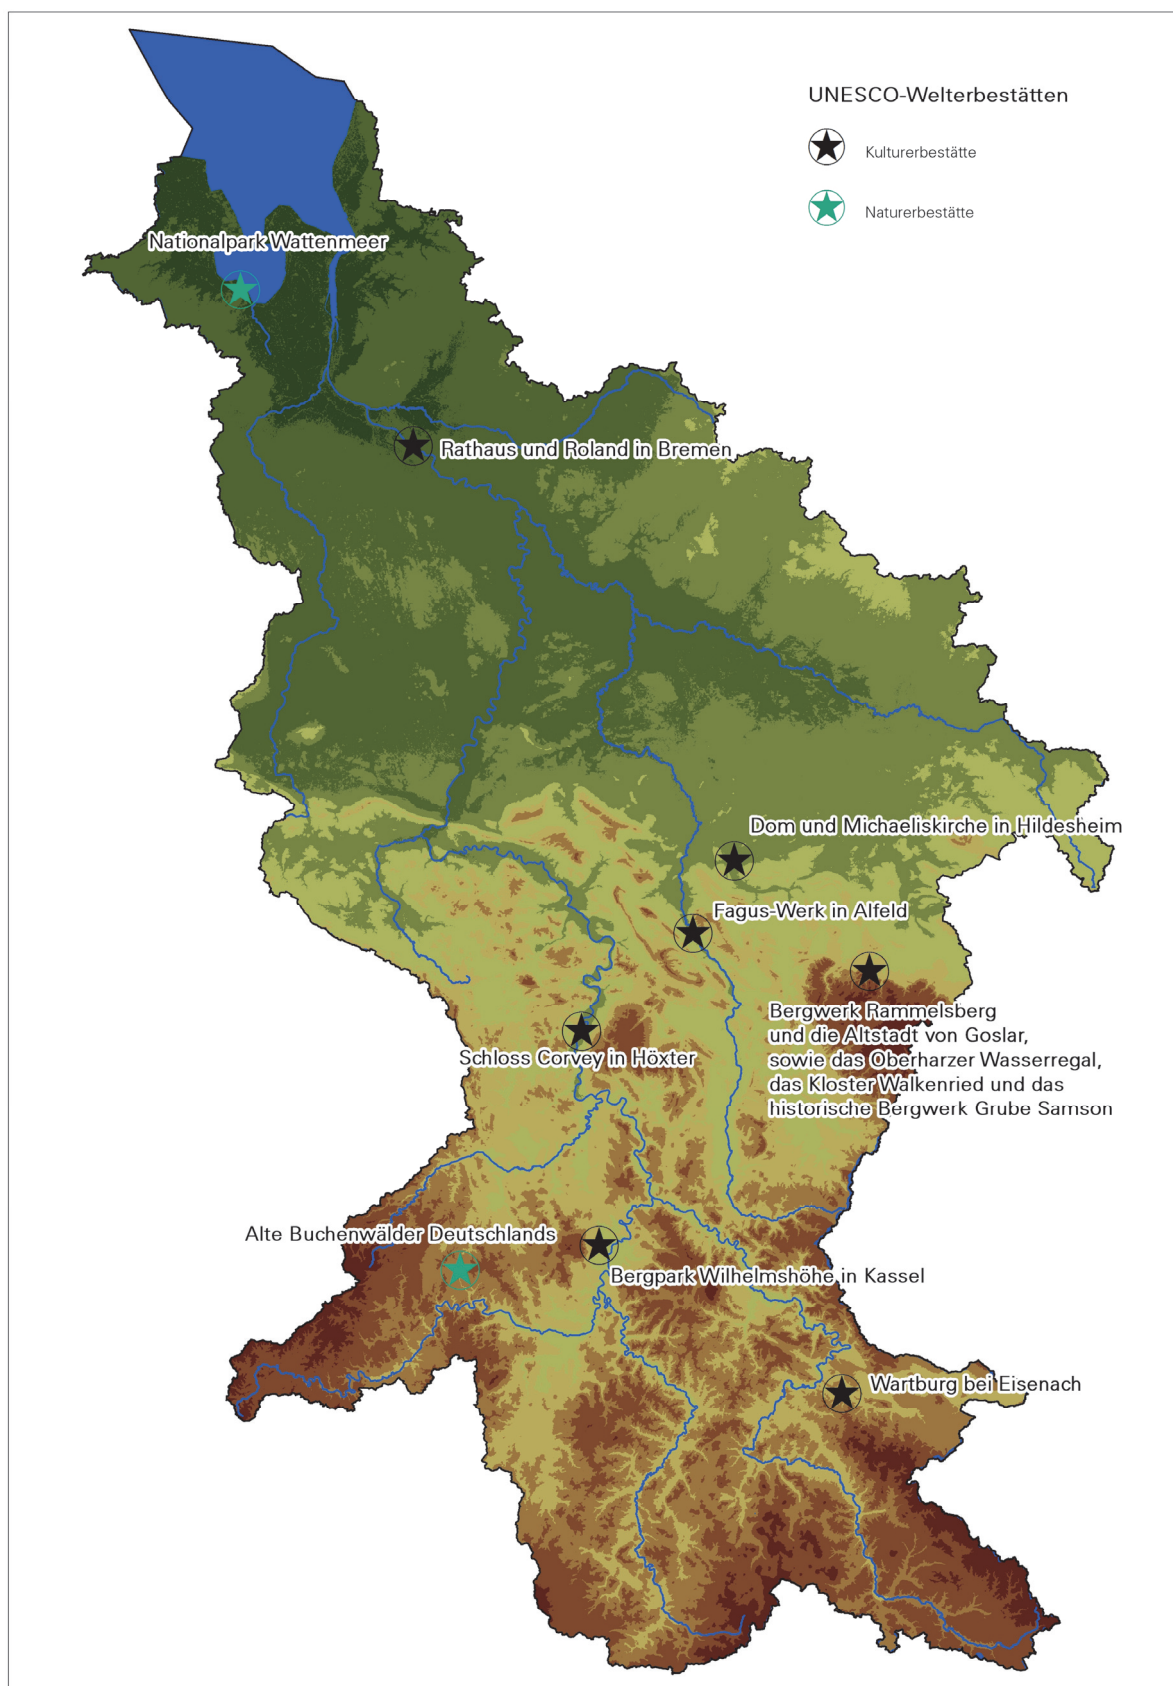 UNESCO-Welterbestätten
Kulturerbestätte
Naturerbestätte
Nationalpark Wattenmeer
Rathaus und Roland in Bremen
Dom und Michaeliskirche in Hildesheim
Fagus-Werk in Alfeld
Bergwerk Rammelsberg
und die Altstadt von Goslar,
sowie das Oberharzer Wasserregal,
das Kloster Walkenried und das
historische Bergwerk Grube Samson
Schloss Corvey in Höxter
Alte Buchenwälder Deutschlands
Bergpark Wilhelmshöhe in Kassel
Wartburg bei Eisenach